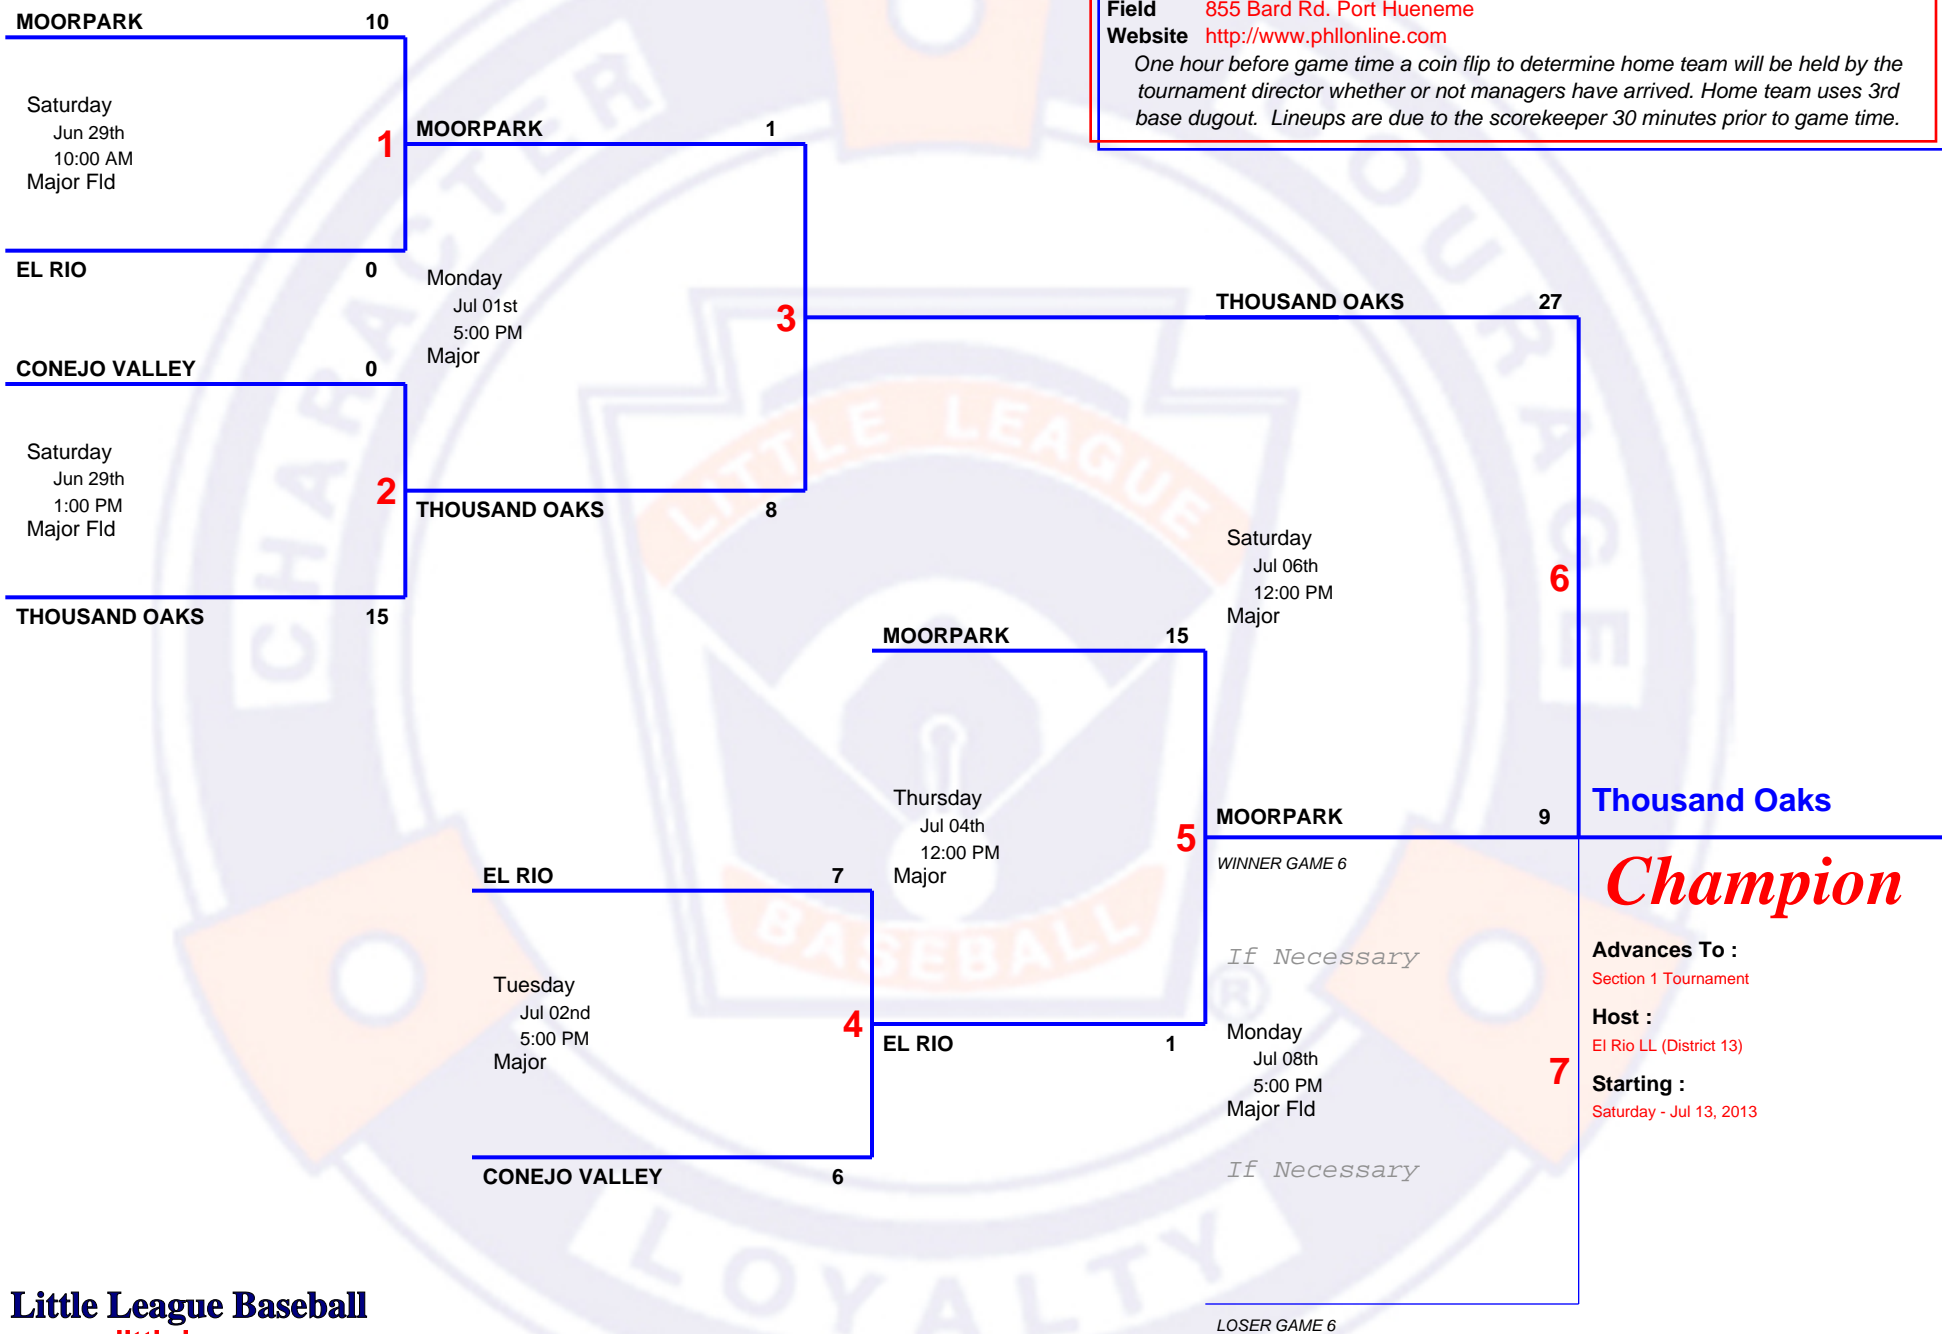 MOORPARK 10
Field 855 Bard Rd. Port Hueneme
Website http://www.phllonline.com
One hour before game time a coin flip to determine home team will be held by the
tournament director whether or not managers have arrived. Home team uses 3rd
base dugout. Lineups are due to the scorekeeper 30 minutes prior to game time.
Saturday
Jun 29th
10:00 AM
Major Fld
1
EL RIO 0
MOORPARK 1
Monday
Jul 01st
5:00 PM
Major
3
CONEJO VALLEY 0
Saturday
Jun 29th
1:00 PM
Major Fld
2
THOUSAND OAKS 15
THOUSAND OAKS 8
THOUSAND OAKS 27
Saturday
Jul 06th
12:00 PM
Major
6
MOORPARK 15
Thursday
Jul 04th
12:00 PM
Major
5
MOORPARK 9
WINNER GAME 6
Thousand Oaks
Champion
EL RIO 7
Tuesday
Jul 02nd
5:00 PM
Major
4
CONEJO VALLEY 6
EL RIO 1
If Necessary
Monday
Jul 08th
5:00 PM
Major Fld
7
If Necessary
LOSER GAME 6
Advances To :
Section 1 Tournament
Host :
El Rio LL (District 13)
Starting :
Saturday - Jul 13, 2013
Little League Baseball
CHARACTER
COURAGE
LOYALTY
LITTLE LEAGUE
BASEBALL
®